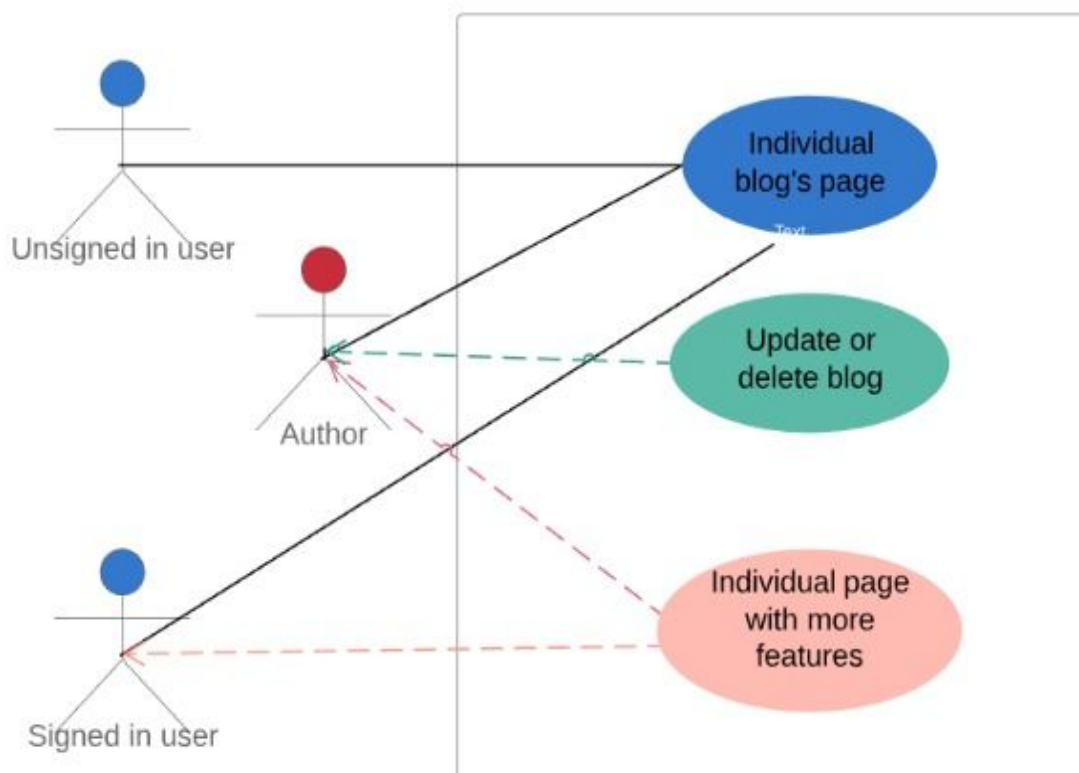 Individual
blog's page
Text
Unsigned in user
Update or
delete blog
Author
Individual page
with more
features
Signed in user